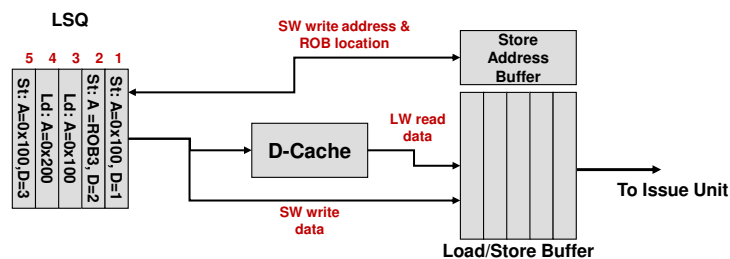 LSQ
5 4 3 2 1
St: A=0x100,D=3
Ld: A=0x200
Ld: A=0x100
St: A =ROB3, D=2
St: A=0x100, D=1
SW write address &
ROB location
Store
Address
Buffer
D-Cache
LW read
data
SW write
data
To Issue Unit
Load/Store Buffer